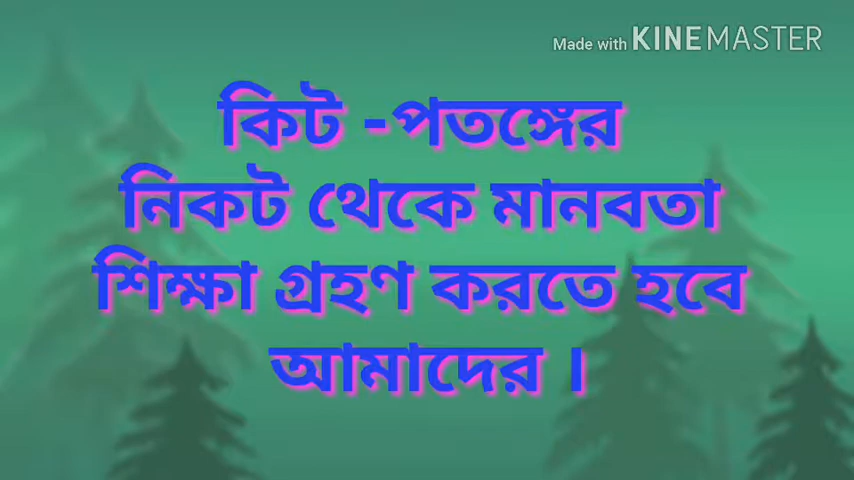 Made with KINEMASTER
কিট -পতঙ্গের
নিকট থেকে মানবতা
শিক্ষা গ্রহণ করতে হবে
আমাদের ।